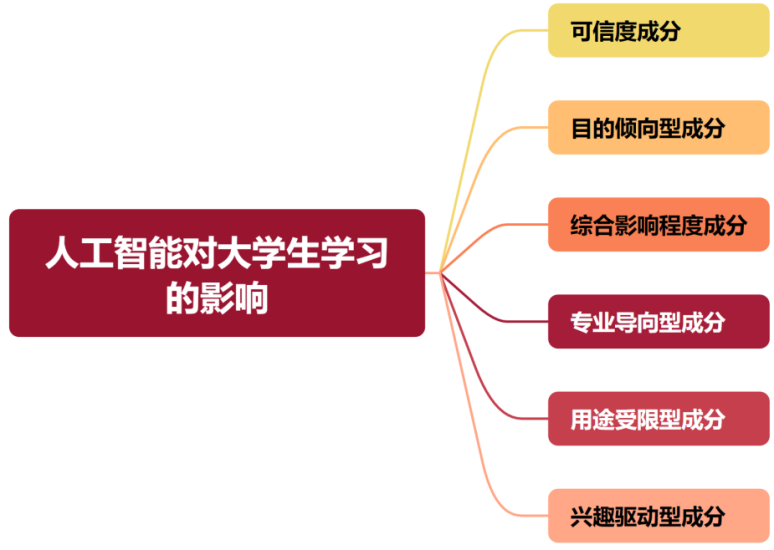 人工智能对大学生学习
的影响
可信度成分
目的倾向型成分
综合影响程度成分
专业导向型成分
用途受限型成分
兴趣驱动型成分